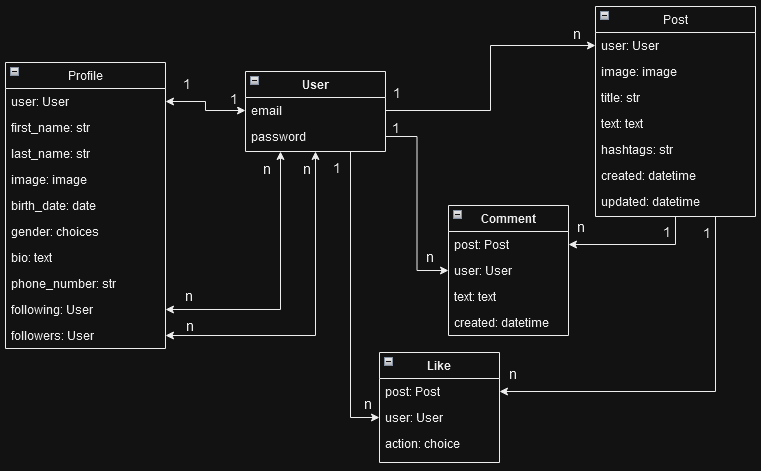 Profile
user: User
first_name: str
last_name: str
image: image
birth_date: date
gender: choices
bio: text
phone_number: str
following: User
followers: User
1
1
n
n
n
n
User
email
password
1
1
1
n
n
n
Post
user: User
image: image
title: str
text: text
hashtags: str
created: datetime
updated: datetime
1
1
n
n
Comment
post: Post
user: User
text: text
created: datetime
Like
post: Post
user: User
action: choice